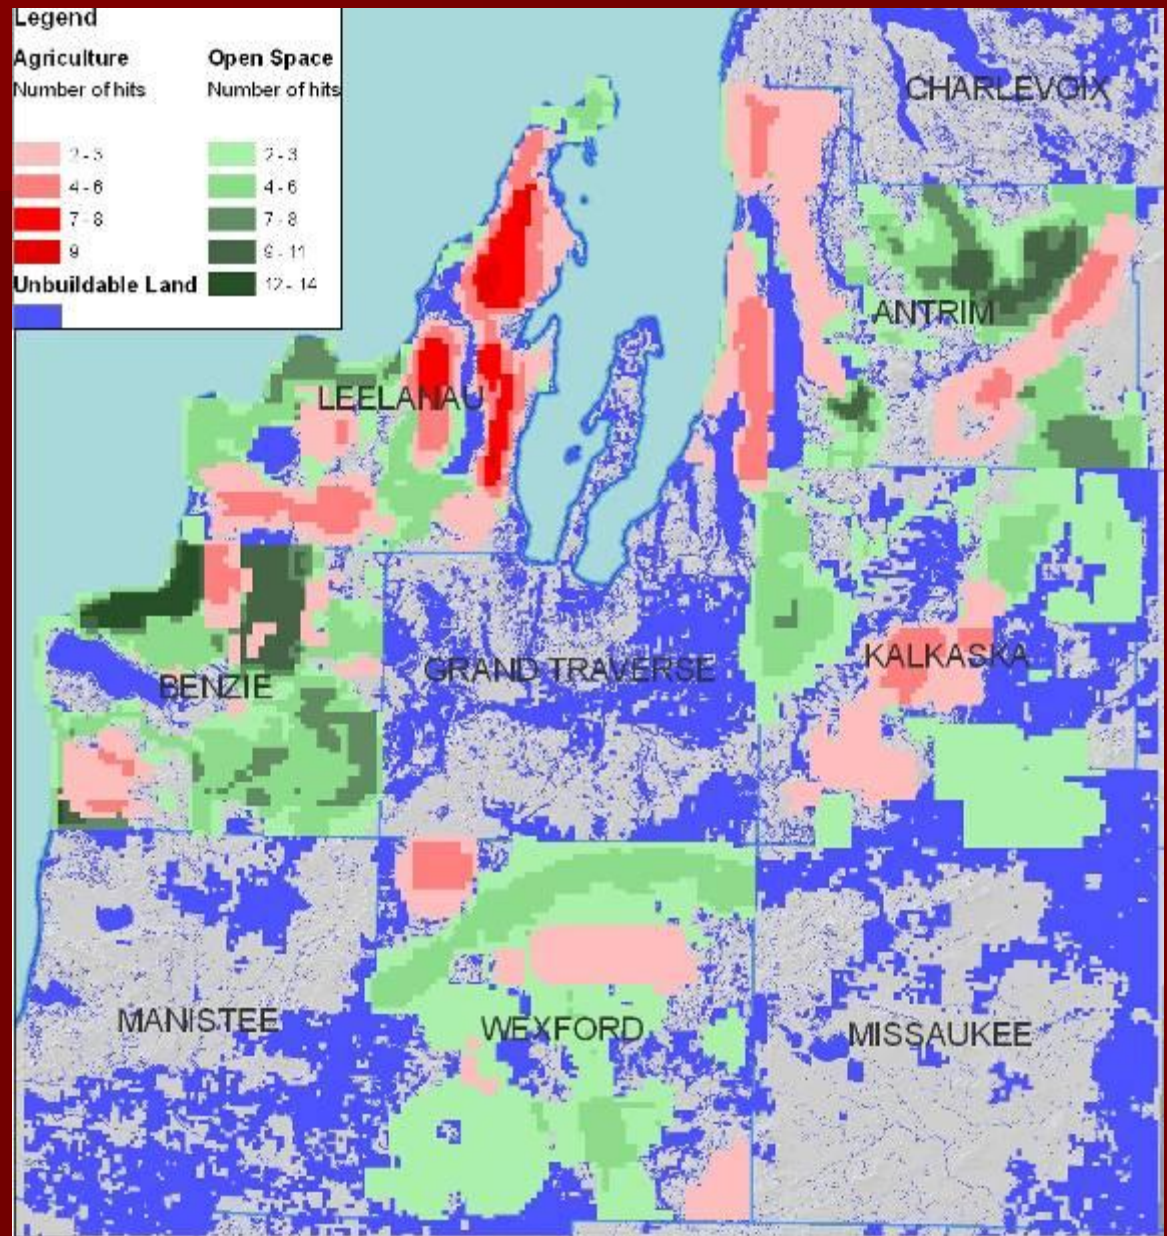 Legend
Agriculture
Number of hits
2 - 3
4 - 6
7 - 8
9
Unbuildable Land
Open Space
Number of hits
2 - 3
4 - 6
7 - 8
9 - 11
12 - 14
CHARLEVOIX
ANTRIM
LEELANAU
GRAND TRAVERSE
KALKASKA
BENZIE
MANISTEE
WEXFORD
MISSAUKEE